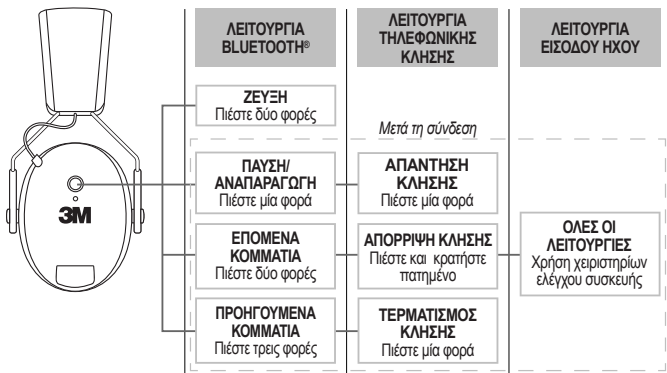 ΛΕΙΤΟΥΡΓΙΑ
BLUETOOTH®
ΛΕΙΤΟΥΡΓΙΑ
ΤΗΛΕΦΩΝΙΚΗΣ
ΚΛΗΣΗΣ
ΛΕΙΤΟΥΡΓΙΑ
ΕΙΣΟΔΟΥ ΗΧΟΥ
ΖΕΥΞΗ
Πιέστε δύο φορές
Μετά τη σύνδεση
ΠΑΥΣΗ/
ΑΝΑΠΑΡΑΓΩΓΗ
Πιέστε μία φορά
ΑΠΑΝΤΗΣΗ
ΚΛΗΣΗΣ
Πιέστε μία φορά
3M
ΕΠΟΜΕΝΑ
ΚΟΜΜΑΤΙΑ
Πιέστε δύο φορές
ΑΠΟΡΡΙΨΗ ΚΛΗΣΗΣ
Πιέστε και κρατήστε
πατημένο
ΟΛΕΣ ΟΙ
ΛΕΙΤΟΥΡΓΙΕΣ
Χρήση χειριστηρίων
ελέγχου συσκευής
ΠΡΟΗΓΟΥΜΕΝΑ
ΚΟΜΜΑΤΙΑ
Πιέστε τρεις φορές
ΤΕΡΜΑΤΙΣΜΟΣ
ΚΛΗΣΗΣ
Πιέστε μία φορά